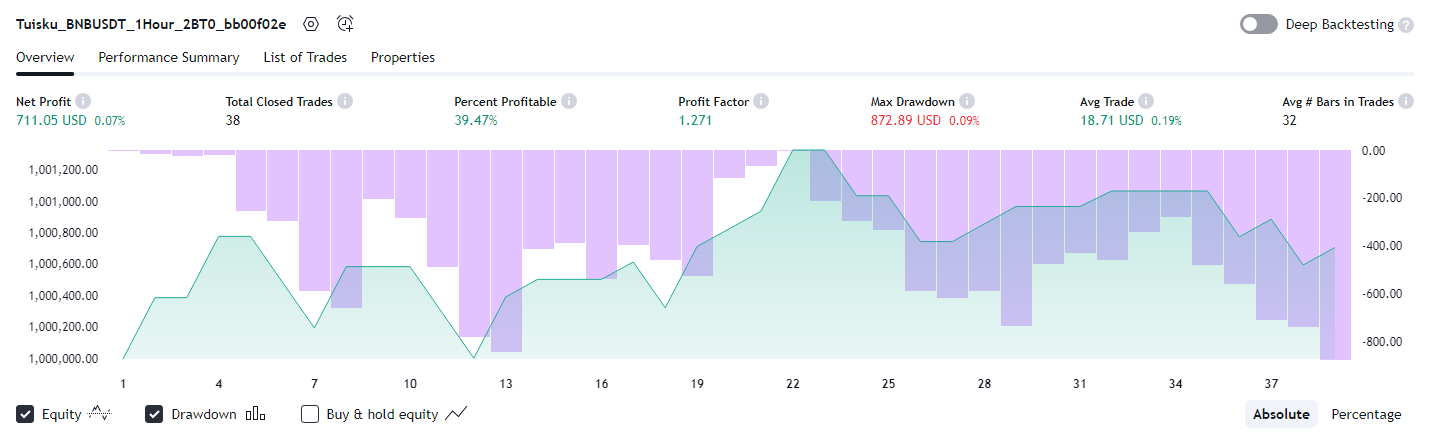 Tuisku_BNBUSDT_1Hour_2BT0_bb00f02e Deep Backtesting ?
Overview Performance Summary List of Trades Properties
Net Profit i Total Closed Trades i Percent Profitable i Profit Factor i Max Drawdown i Avg Trade i Avg # Bars in Trades i
711.05 USD 0.07% 38 39.47% 1.271 872.89 USD 0.09% 18.71 USD 0.19% 32
0.00
1,001,200.00
-200.00
1,001,000.00
1,000,800.00
-400.00
1,000,600.00
-600.00
1,000,400.00
1,000,200.00
-800.00
1,000,000.00
1 4 7 10 13 16 19 22 25 28 31 34 37
Equity Drawdown Buy & hold equity Absolute Percentage